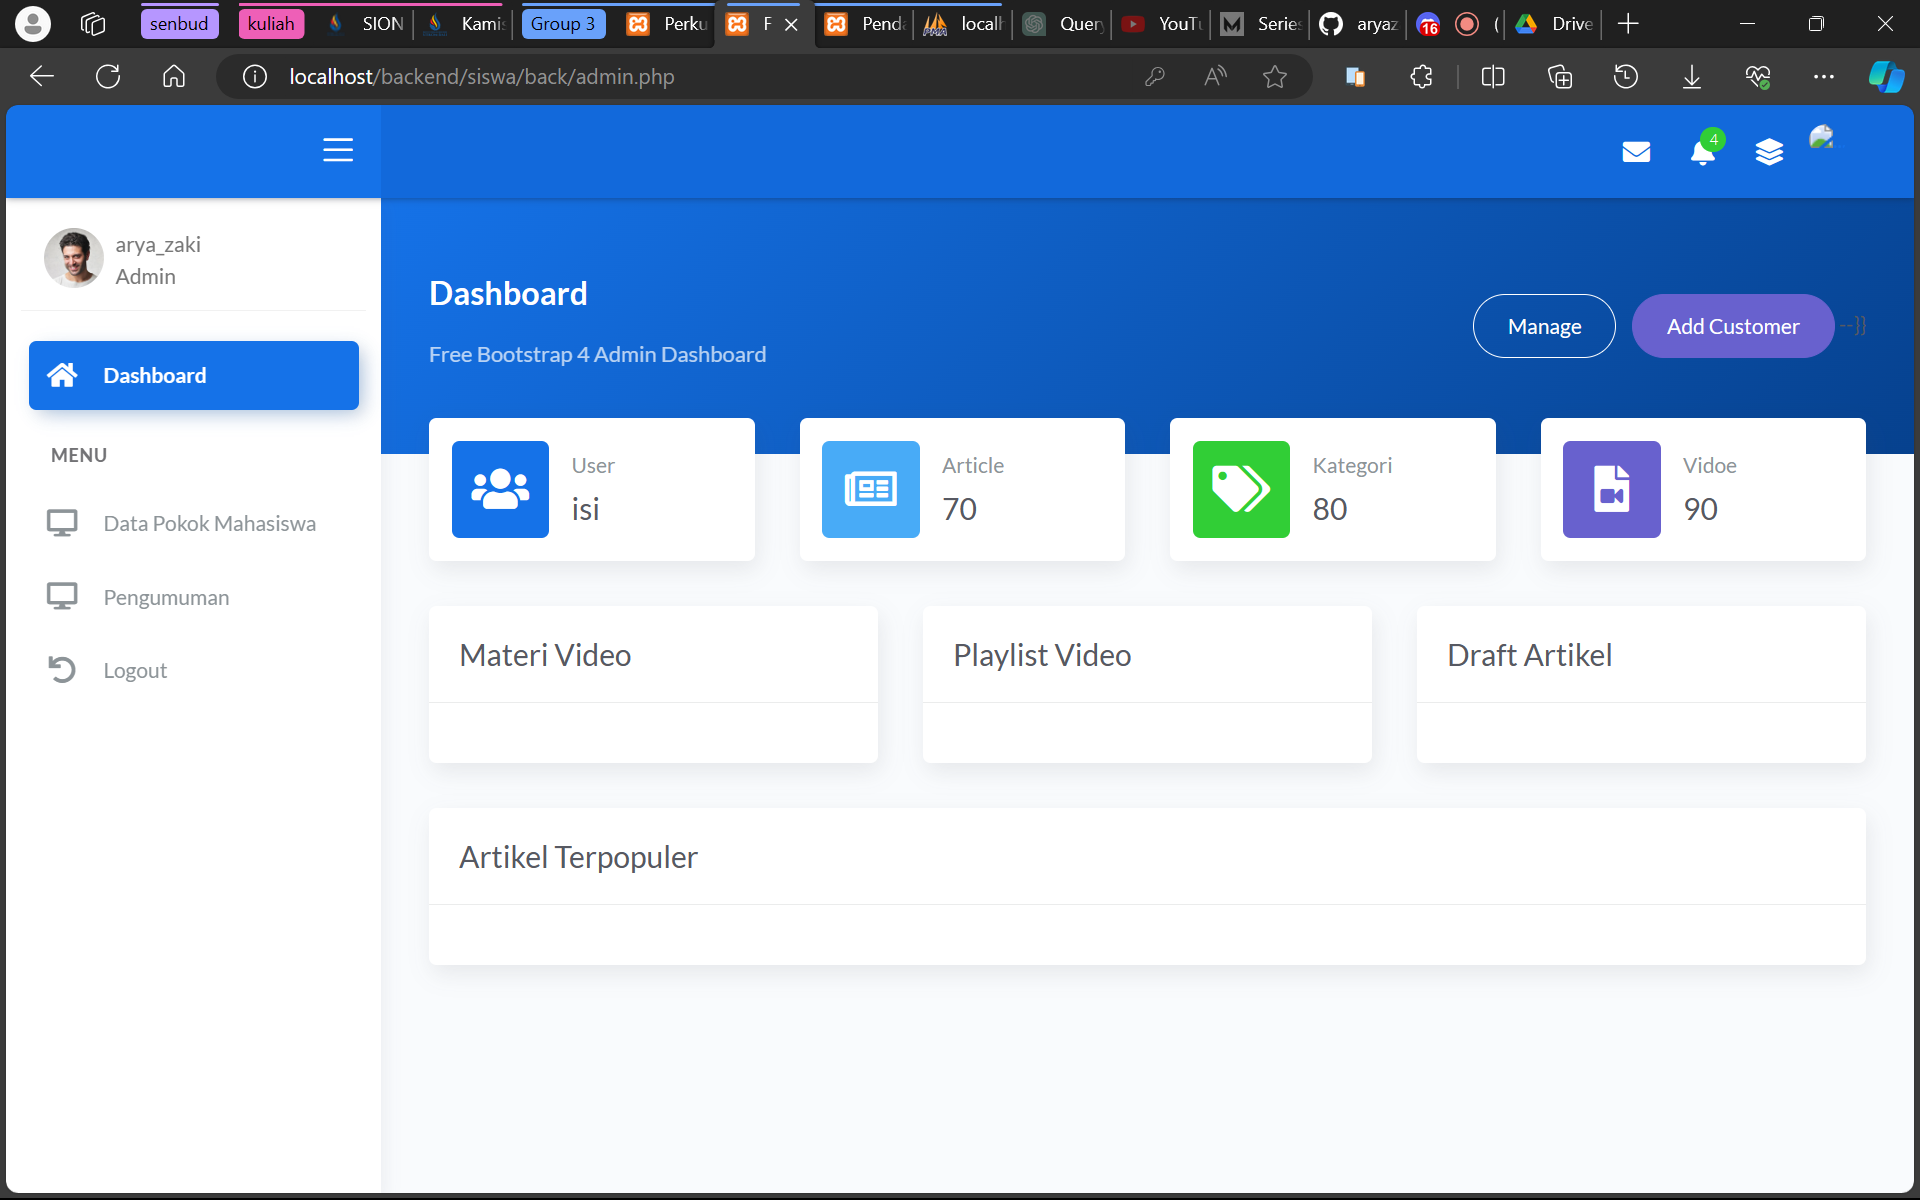 senbud kuliah SION Kamis Group 3 Perku F Penda localh Query YouTu Series aryaz 16 ( Drive
localhost/backend/siswa/back/admin.php
4
arya_zaki
Admin
Dashboard
MENU
Data Pokok Mahasiswa
Pengumuman
Logout
Dashboard
Free Bootstrap 4 Admin Dashboard
Manage Add Customer --}}
User
isi
Article
70
Kategori
80
Vidoe
90
Materi Video
Playlist Video
Draft Artikel
Artikel Terpopuler